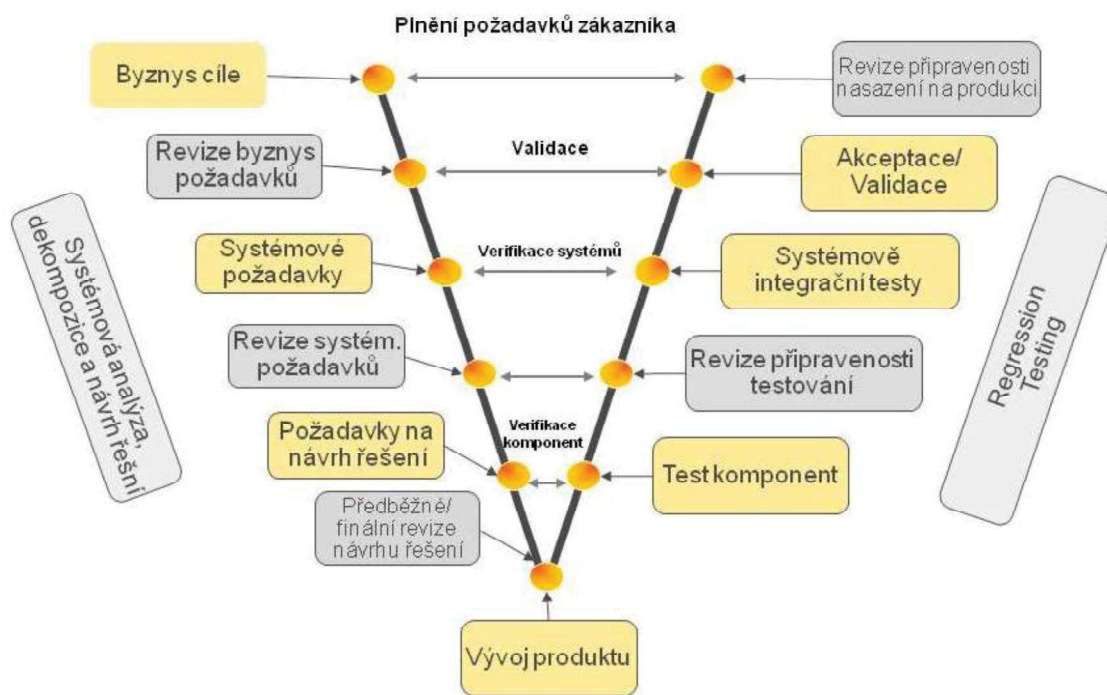 Plnění požadavků zákazníka
Byznys cíle
Revize připravenosti
nasazení na produkci
Revize byznys
požadavků
Validace
Akceptace/
Validace
Systémová analýza,
dekompozice a návrh řešní
Systémové
požadavky
Verifikace systémů
Systémově
integrační testy
Regression
Testing
Revize systém.
požadavků
Revize připravenosti
testování
Verifikace
komponent
Požadavky na
návrh řešení
Test komponent
Předběžné/
finální revize
návrhu řešení
Vývoj produktu